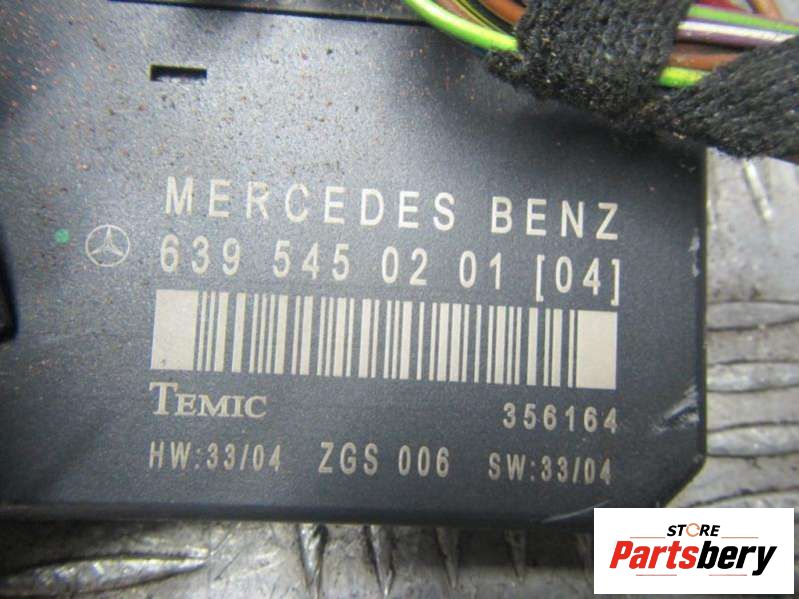 MERCEDES BENZ
639 545 02 01 [04]
TEMIC
356164
HW:33/04 ZGS 006 SW:33/04
STORE
Partsbery